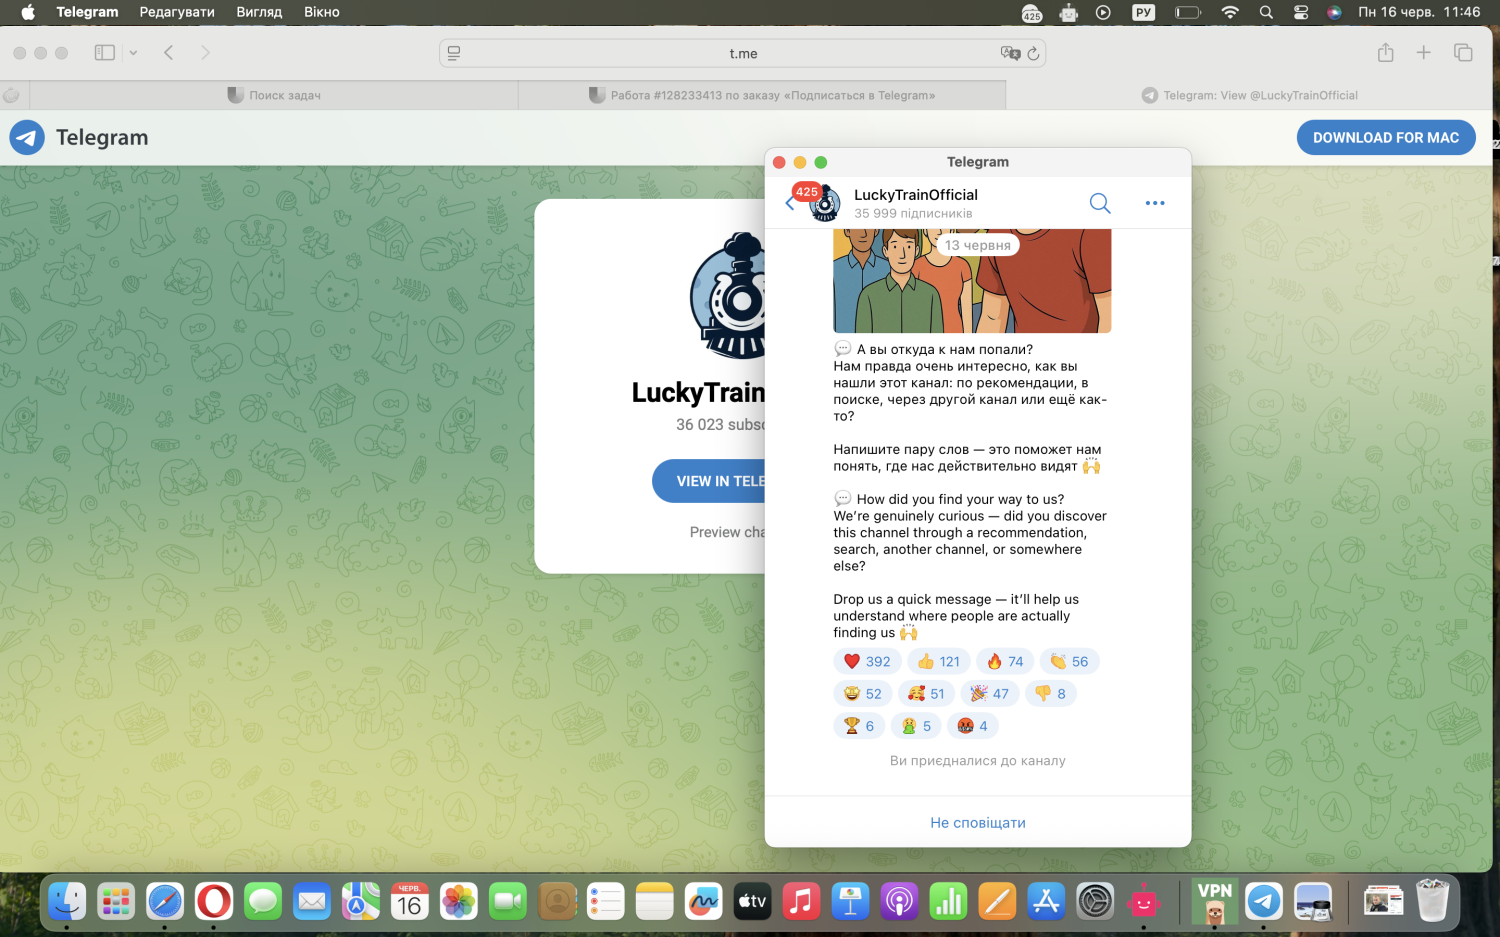 Telegram Редагувати Вигляд Вікно
425 РУ Пн 16 черв. 11:46
t.me
Поиск задач
Работа #128233413 по заказу «Подписаться в Telegram»
Telegram: View @LuckyTrainOfficial
Telegram
DOWNLOAD FOR MAC
LuckyTrain
36 023 subsc
VIEW IN TELE
Preview cha
Telegram
425
LuckyTrainOfficial
35 999 підписників
13 червня
💬 А вы откуда к нам попали?
Нам правда очень интересно, как вы
нашли этот канал: по рекомендации, в
поиске, через другой канал или ещё как-
то?
Напишите пару слов — это поможет нам
понять, где нас действительно видят 🙌
💬 How did you find your way to us?
We’re genuinely curious — did you discover
this channel through a recommendation,
search, another channel, or somewhere
else?
Drop us a quick message — it’ll help us
understand where people are actually
finding us 🙌
❤️ 392 👍 121 🔥 74 👏 56
🤩 52 🥰 51 🎉 47 👎 8
🏆 6 🤮 5 🤬 4
Ви приєдналися до каналу
Не сповіщати
ЧЕРВ.
16
tv
VPN